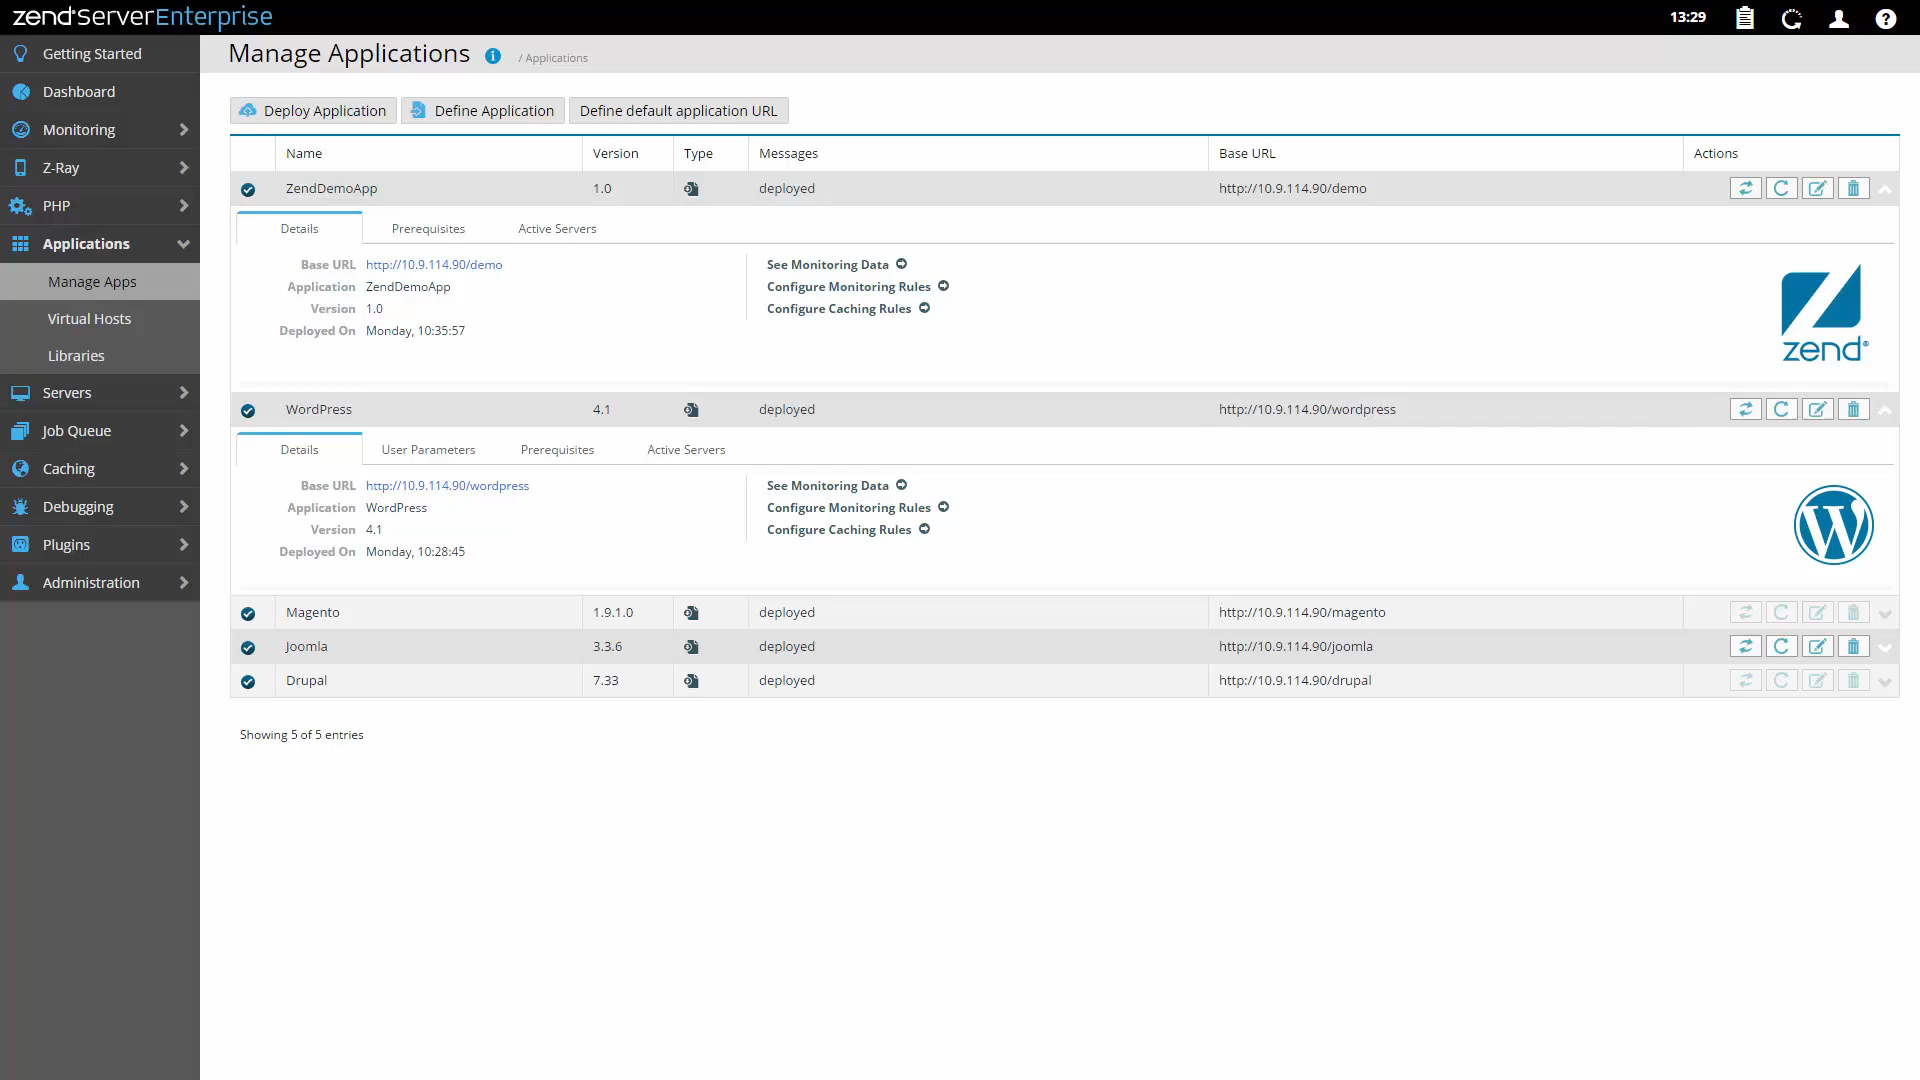 zend Server Enterprise 13:29
Getting Started
Dashboard
Monitoring
Z-Ray
PHP
Applications
Manage Apps
Virtual Hosts
Libraries
Servers
Job Queue
Caching
Debugging
Plugins
Administration
Manage Applications / Applications
Deploy Application Define Application Define default application URL
Name Version Type Messages Base URL Actions
ZendDemoApp 1.0 deployed http://10.9.114.90/demo
Details Prerequisites Active Servers
Base URL http://10.9.114.90/demo See Monitoring Data
Application ZendDemoApp Configure Monitoring Rules
Version 1.0 Configure Caching Rules
Deployed On Monday, 10:35:57
zend®
WordPress 4.1 deployed http://10.9.114.90/wordpress
Details User Parameters Prerequisites Active Servers
Base URL http://10.9.114.90/wordpress See Monitoring Data
Application WordPress Configure Monitoring Rules
Version 4.1 Configure Caching Rules
Deployed On Monday, 10:28:45
W
Magento 1.9.1.0 deployed http://10.9.114.90/magento
Joomla 3.3.6 deployed http://10.9.114.90/joomla
Drupal 7.33 deployed http://10.9.114.90/drupal
Showing 5 of 5 entries